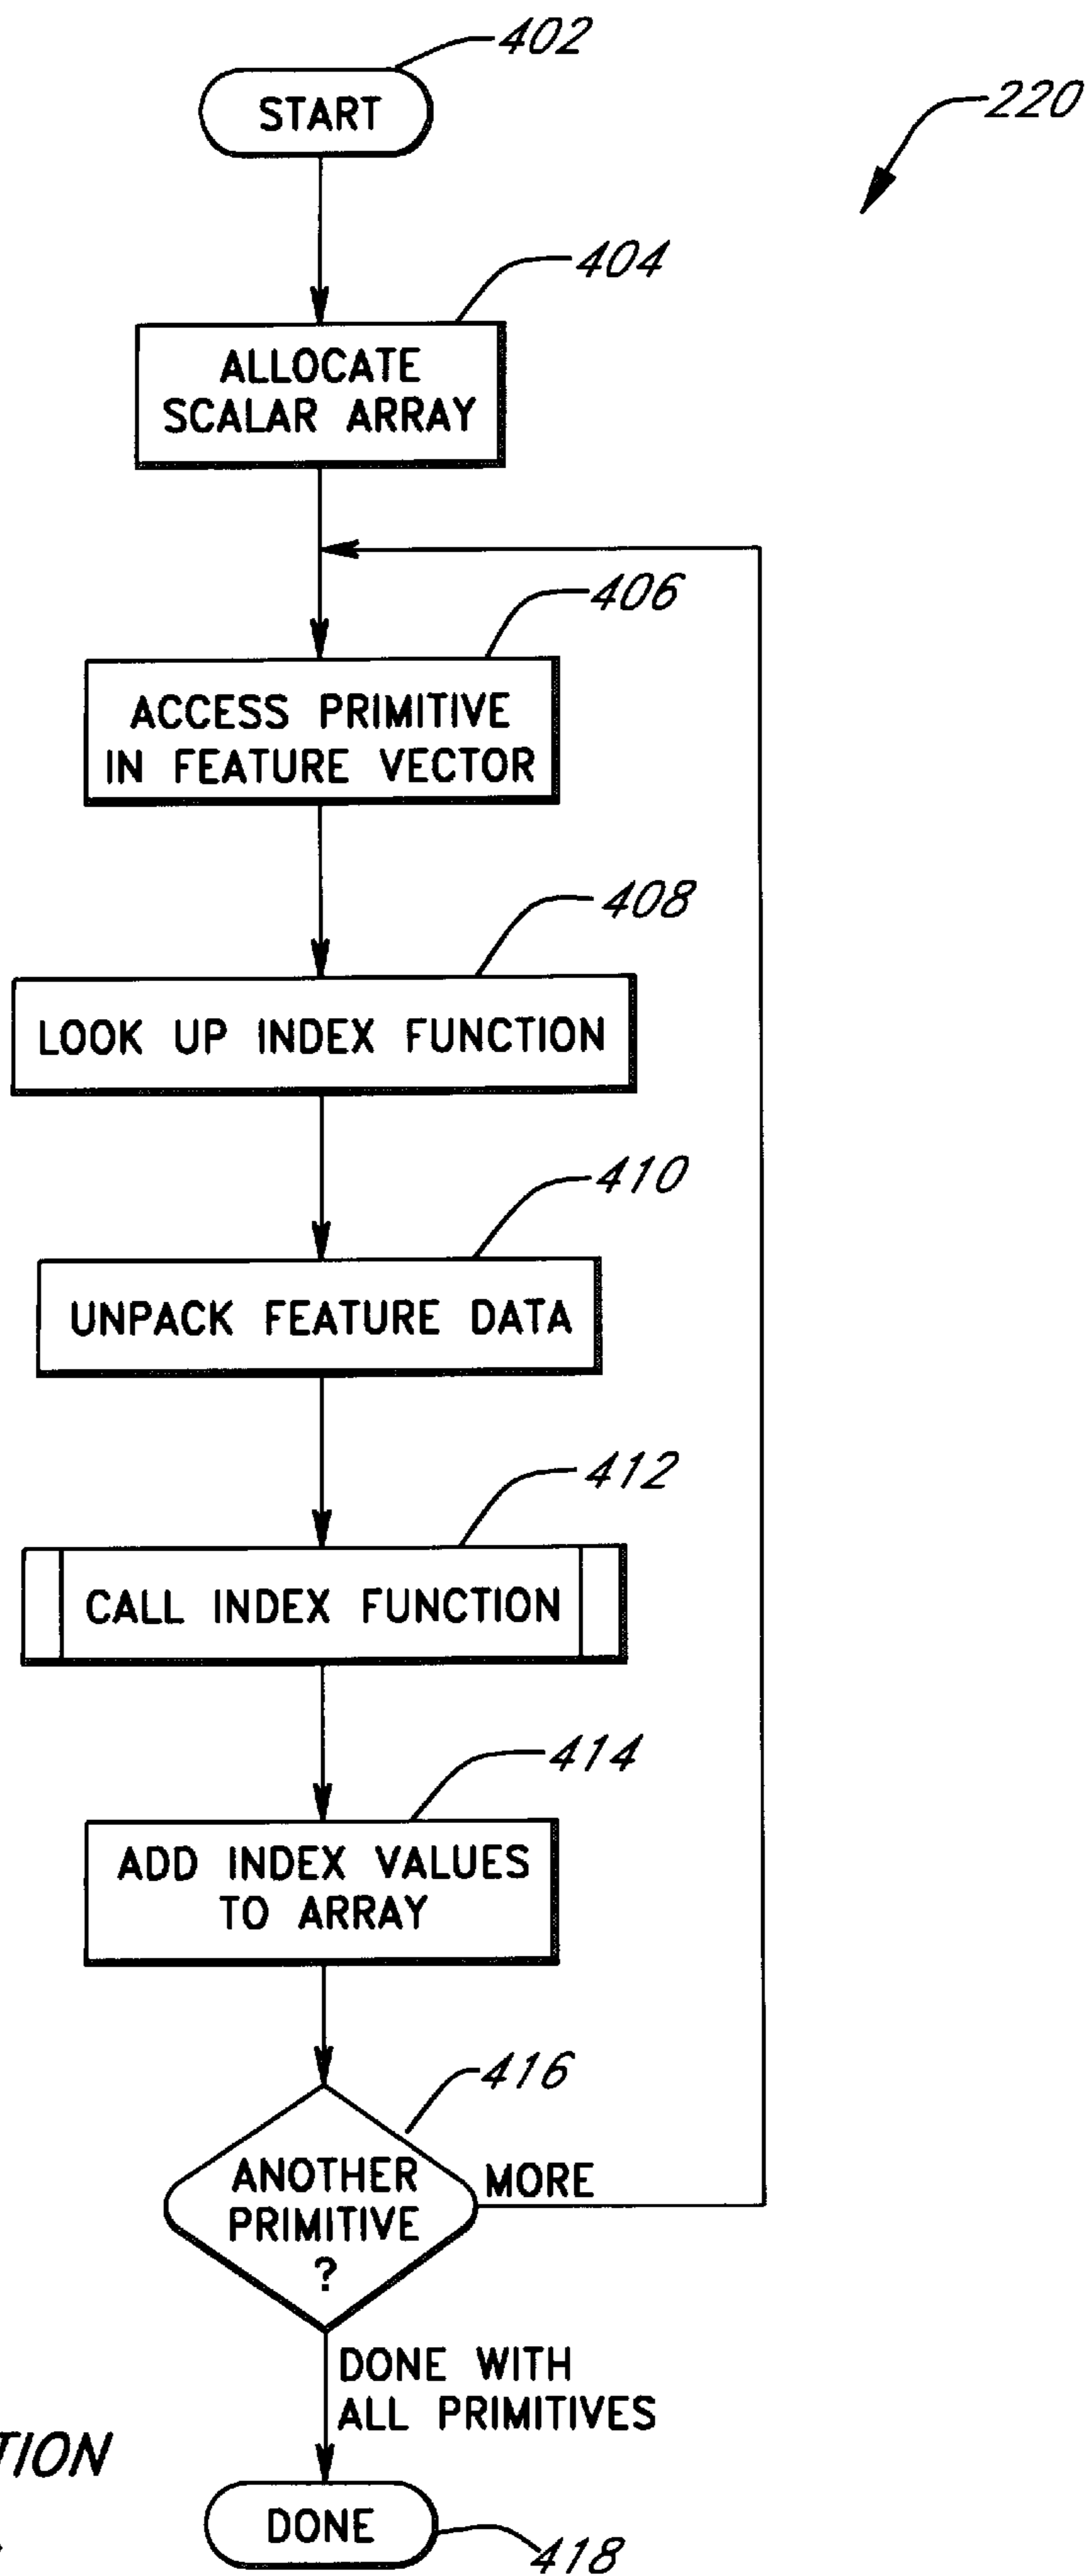 402
START
220
404
ALLOCATE
SCALAR ARRAY
406
ACCESS PRIMITIVE
IN FEATURE VECTOR
408
LOOK UP INDEX FUNCTION
410
UNPACK FEATURE DATA
412
CALL INDEX FUNCTION
414
ADD INDEX VALUES
TO ARRAY
416
ANOTHER
PRIMITIVE
?
MORE
DONE WITH
ALL PRIMITIVES
DONE
418